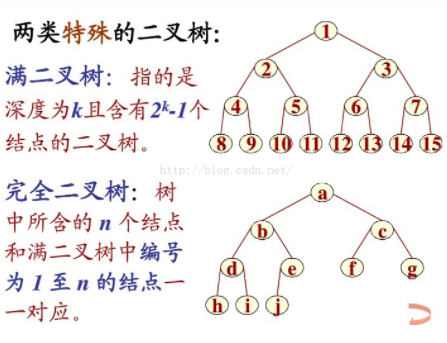 两类特殊的二叉树：
满二叉树： 指的是
深度为k且含有2ᵏ-1个
结点的二叉树。
1
2 3
4 5 6 7
8 9 10 11 12 13 14 15
http://blog.csdn.net/
完全二叉树： 树
中所含的 n 个结点
和满二叉树中编号
为 1 至 n 的结点一
一对应。
a
b c
d e f g
h i j